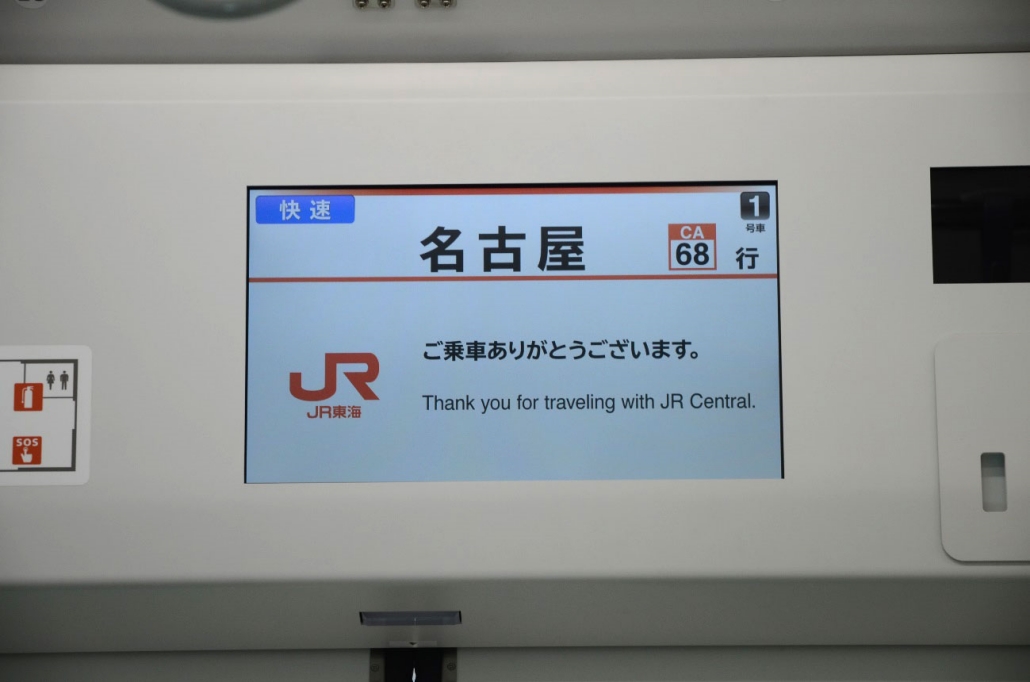 快速
1
号車
名古屋
CA
68
行
JR
JR東海
ご乗車ありがとうございます。
Thank you for traveling with JR Central.
SOS